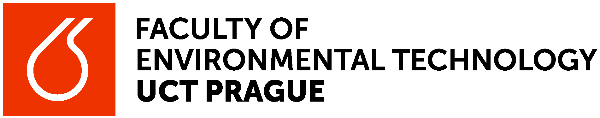 FACULTY OF
ENVIRONMENTAL TECHNOLOGY
UCT PRAGUE